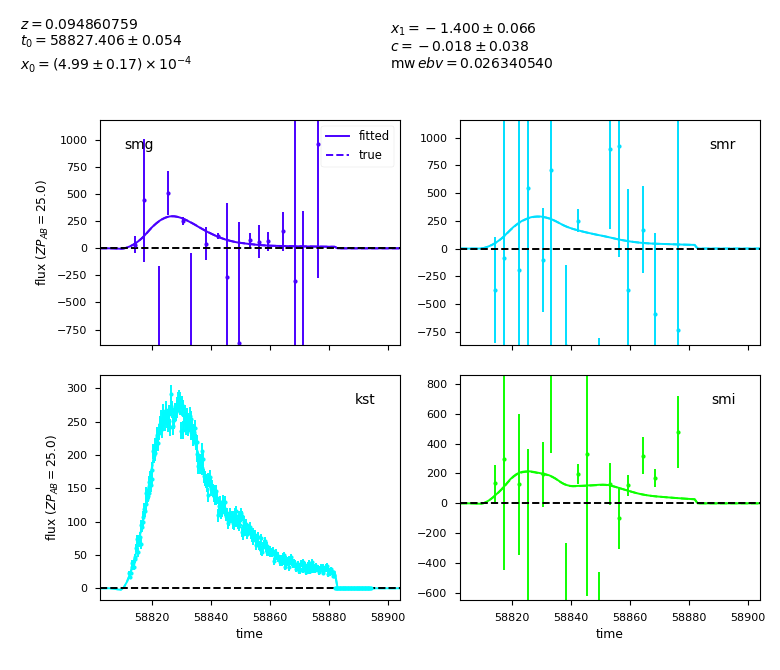 z = 0.094860759
t₀ = 58827.406 ± 0.054
x₀ = (4.99 ± 0.17) × 10⁻⁴
x₁ = −1.400 ± 0.066
c = −0.018 ± 0.038
mw ebv = 0.026340540
smg
fitted
true
1000
750
500
250
0
−250
−500
−750
flux (ZP_AB = 25.0)
smr
1000
750
500
250
0
−250
−500
−750
kst
300
250
200
150
100
50
0
flux (ZP_AB = 25.0)
58820 58840 58860 58880 58900
time
smi
800
600
400
200
0
−200
−400
−600
58820 58840 58860 58880 58900
time